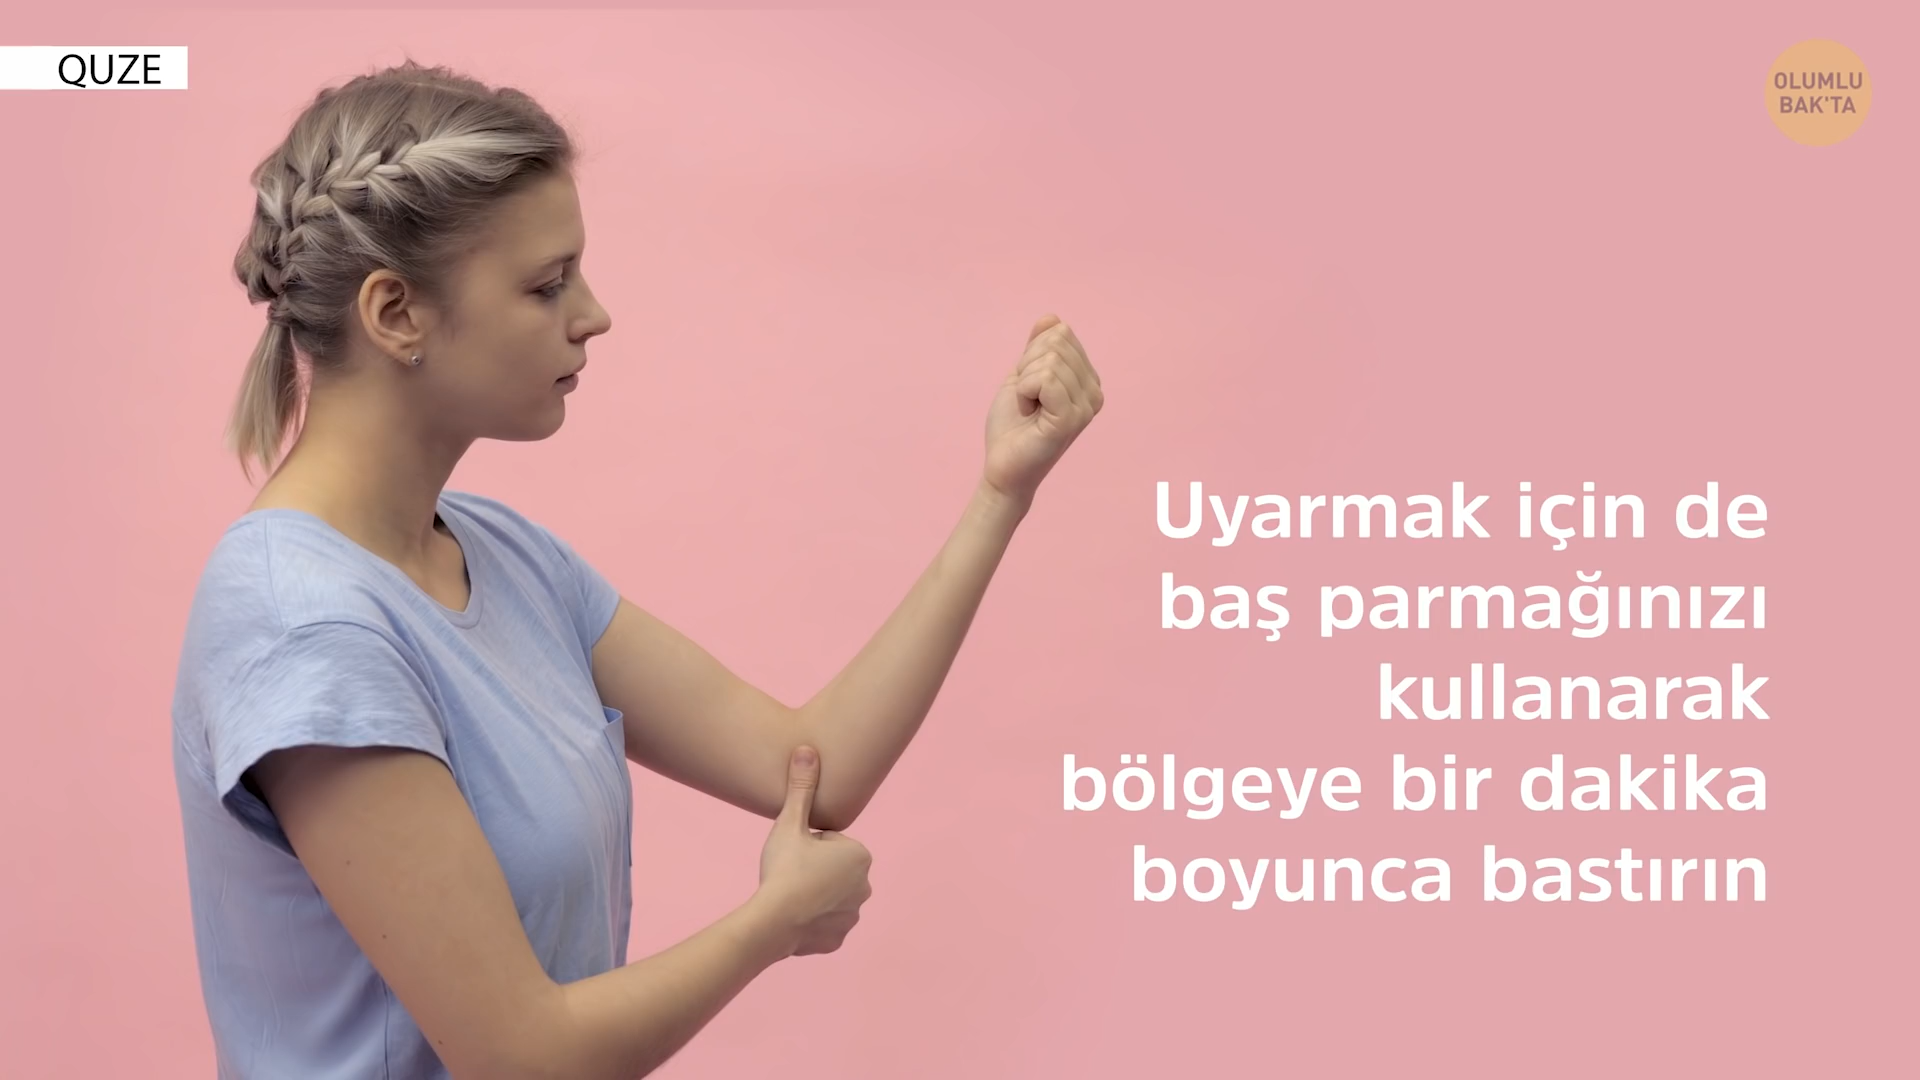 QUZE
OLUMLU
BAK'TA
Uyarmak için de
baş parmağınızı
kullanarak
bölgeye bir dakika
boyunca bastırın